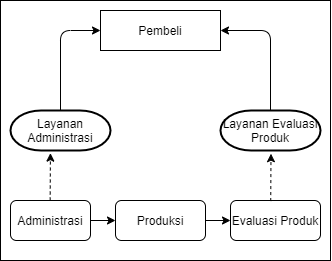 Pembeli
Layanan
Administrasi
Layanan Evaluasi
Produk
Administrasi
Produksi
Evaluasi Produk